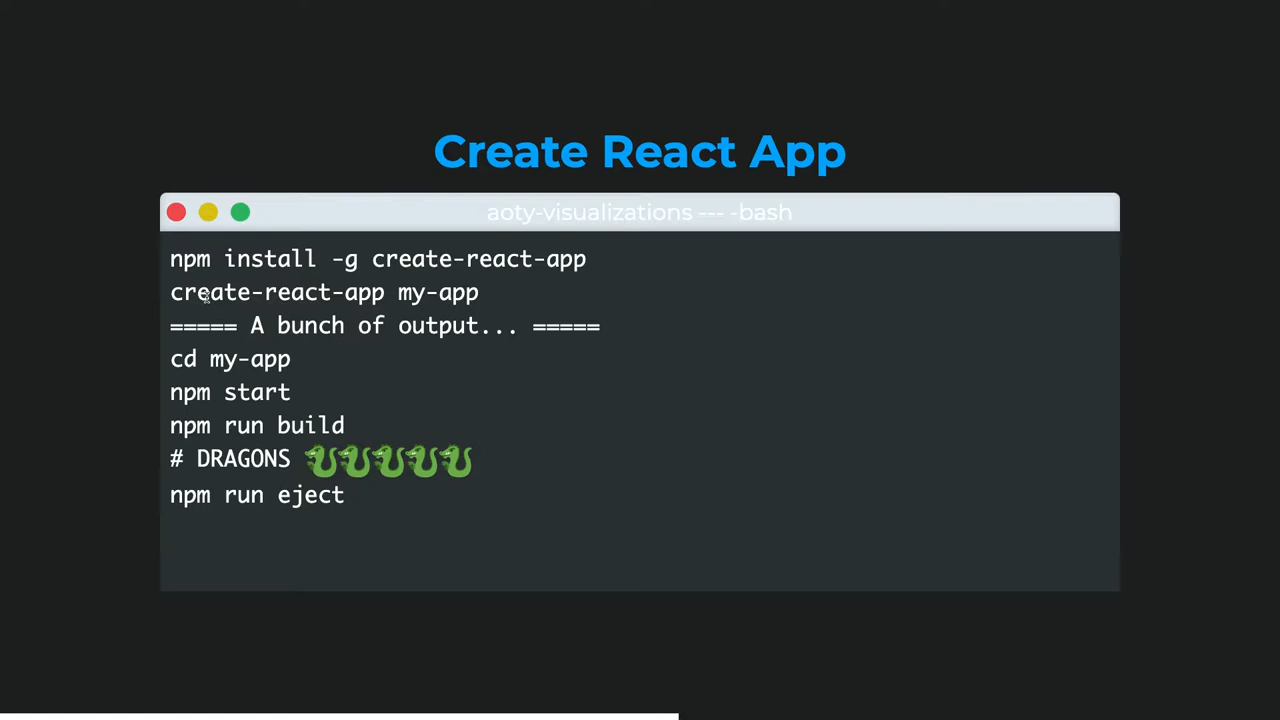 Create React App
aoty-visualizations --- -bash
npm install -g create-react-app
create-react-app my-app
===== A bunch of output... =====
cd my-app
npm start
npm run build
# DRAGONS 🐉🐉🐉🐉🐉
npm run eject